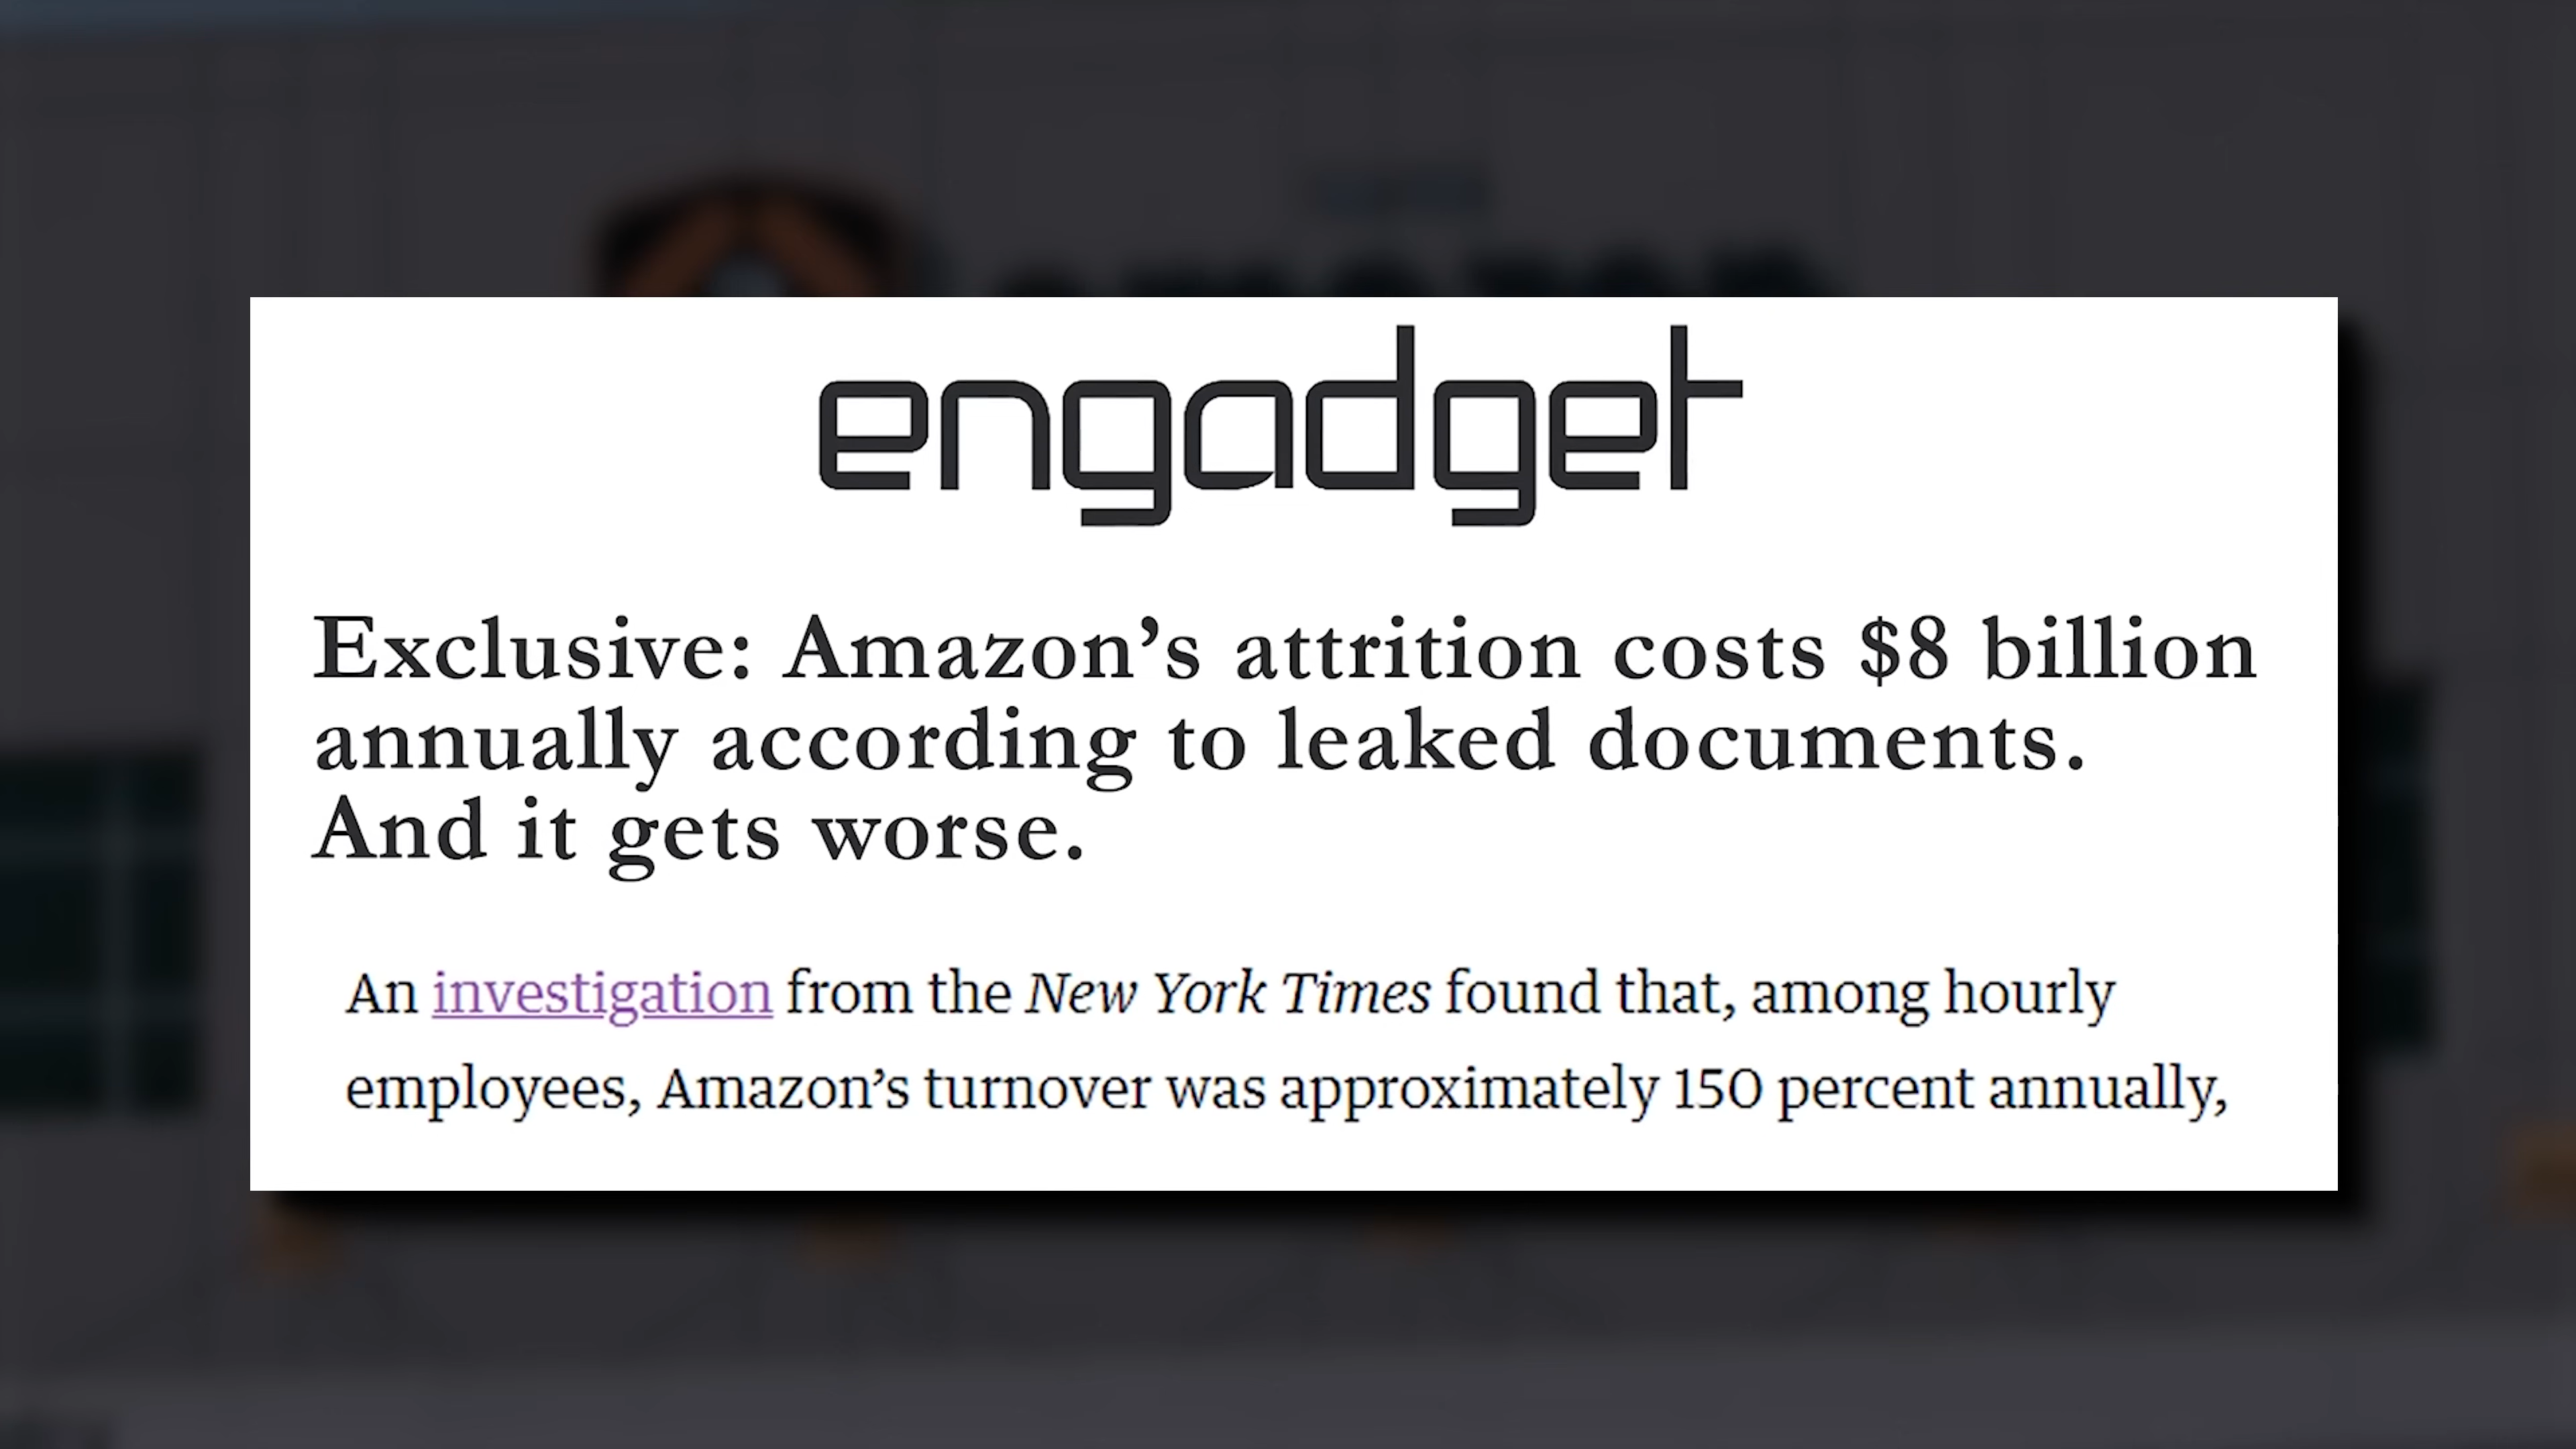 engadget
Exclusive: Amazon’s attrition costs $8 billion
annually according to leaked documents.
And it gets worse.
An investigation from the New York Times found that, among hourly
employees, Amazon’s turnover was approximately 150 percent annually,